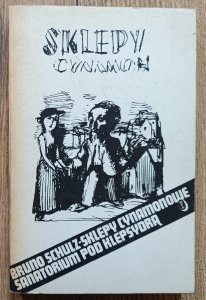 SKLEPY
CYNAMON
BRUNO SCHULZ·SKLEPY CYNAMONOWE
SANATORIUM POD KLEPSYDRĄ